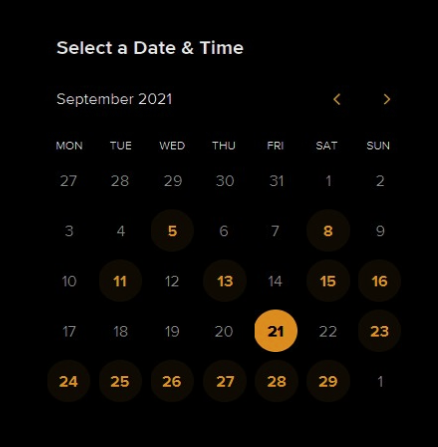 Select a Date & Time
September 2021
MON TUE WED THU FRI SAT SUN
27 28 29 30 31 1 2
3 4 5 6 7 8 9
10 11 12 13 14 15 16
17 18 19 20 21 22 23
24 25 26 27 28 29 1